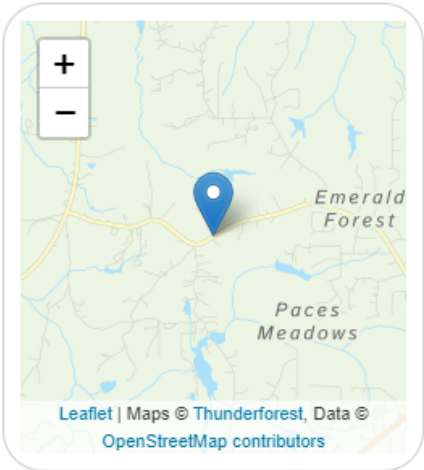 +
−
Emerald
Forest
Paces
Meadows
Leaflet | Maps © Thunderforest, Data ©
OpenStreetMap contributors